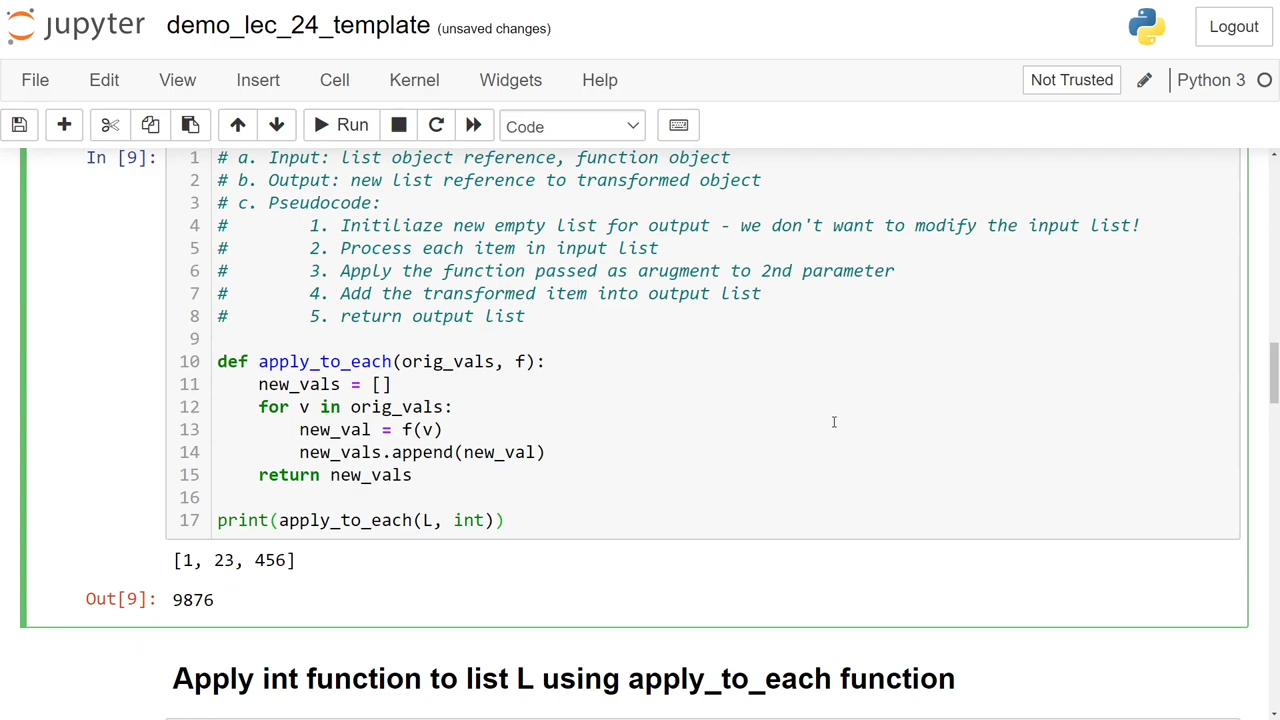 jupyter demo_lec_24_template (unsaved changes) Logout
File Edit View Insert Cell Kernel Widgets Help Not Trusted Python 3
Run Code
In [9]: 1 # a. Input: list object reference, function object
2 # b. Output: new list reference to transformed object
3 # c. Pseudocode:
4 # 1. Initiliaze new empty list for output - we don't want to modify the input list!
5 # 2. Process each item in input list
6 # 3. Apply the function passed as arugment to 2nd parameter
7 # 4. Add the transformed item into output list
8 # 5. return output list
9
10 def apply_to_each(orig_vals, f):
11 new_vals = []
12 for v in orig_vals:
13 new_val = f(v)
14 new_vals.append(new_val)
15 return new_vals
16
17 print(apply_to_each(L, int))
[1, 23, 456]
Out[9]: 9876
Apply int function to list L using apply_to_each function